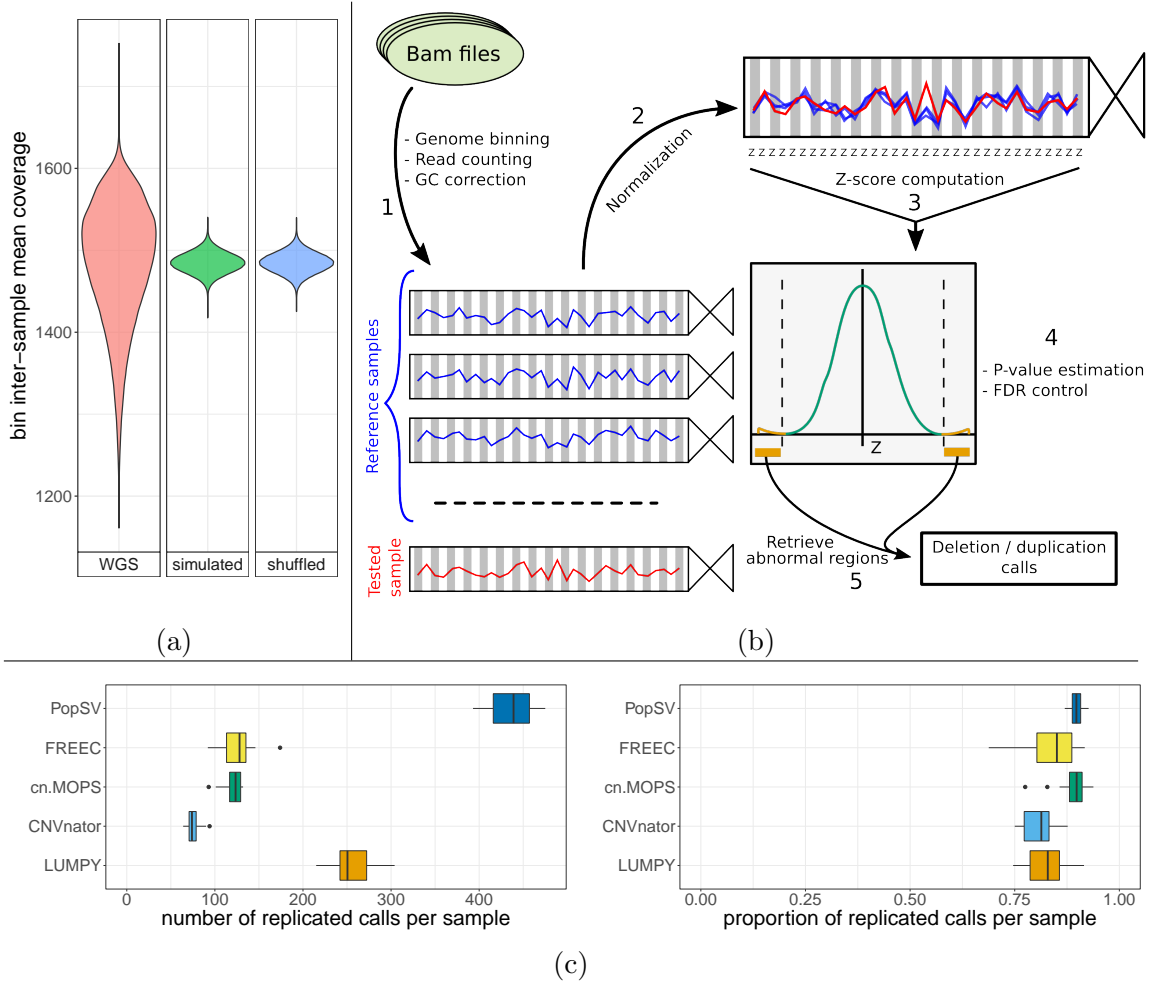 bin inter−sample mean coverage
1600
1400
1200
WGS
simulated
shuffled
(a)
Bam files
- Genome binning
- Read counting
- GC correction
1
2
Normalization
Z Z Z Z Z Z Z Z Z Z Z Z Z Z Z Z Z Z Z Z Z Z Z Z Z Z Z Z Z Z Z Z
Z-score computation
3
Reference samples
Tested
sample
Z
4
- P-value estimation
- FDR control
Retrieve
abnormal regions
5
Deletion / duplication
calls
(b)
PopSV
FREEC
cn.MOPS
CNVnator
LUMPY
0
100
200
300
400
number of replicated calls per sample
PopSV
FREEC
cn.MOPS
CNVnator
LUMPY
0.00
0.25
0.50
0.75
1.00
proportion of replicated calls per sample
(c)